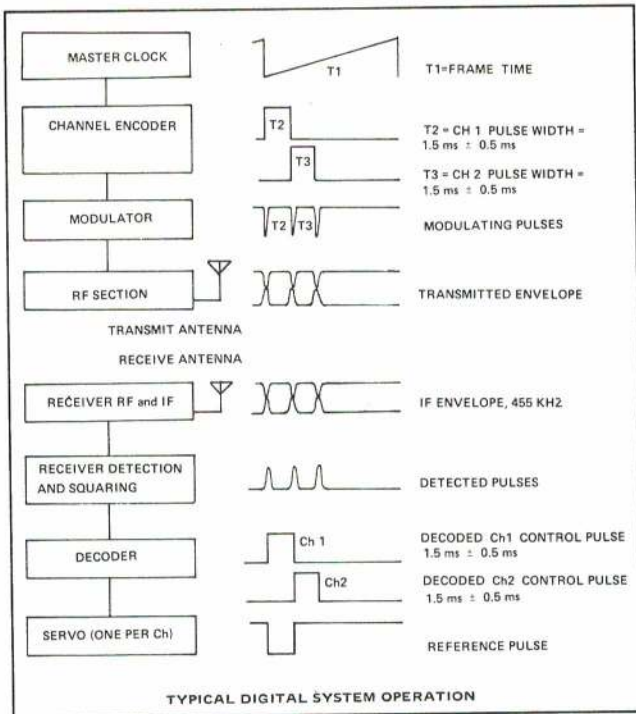 MASTER CLOCK
T1
T1=FRAME TIME
CHANNEL ENCODER
T2
T2 = CH 1 PULSE WIDTH =
1.5 ms ± 0.5 ms
T3
T3 = CH 2 PULSE WIDTH =
1.5 ms ± 0.5 ms
MODULATOR
T2 T3
MODULATING PULSES
RF SECTION
TRANSMITTED ENVELOPE
TRANSMIT ANTENNA
RECEIVE ANTENNA
RECEIVER RF and IF
IF ENVELOPE, 455 KH2
RECEIVER DETECTION
AND SQUARING
DETECTED PULSES
DECODER
Ch 1
DECODED Ch1 CONTROL PULSE
1.5 ms ± 0.5 ms
Ch2
DECODED Ch2 CONTROL PULSE
1.5 ms ± 0.5 ms
SERVO (ONE PER Ch)
REFERENCE PULSE
TYPICAL DIGITAL SYSTEM OPERATION